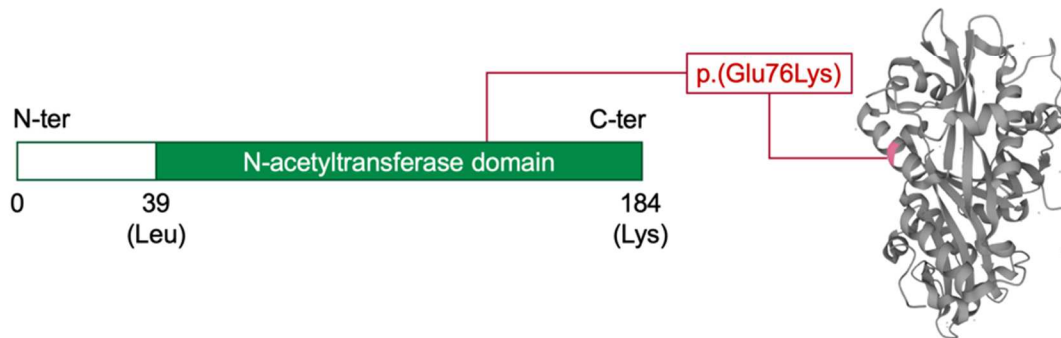 p.(Glu76Lys)
N-ter
C-ter
N-acetyltransferase domain
0
39
184
(Leu)
(Lys)